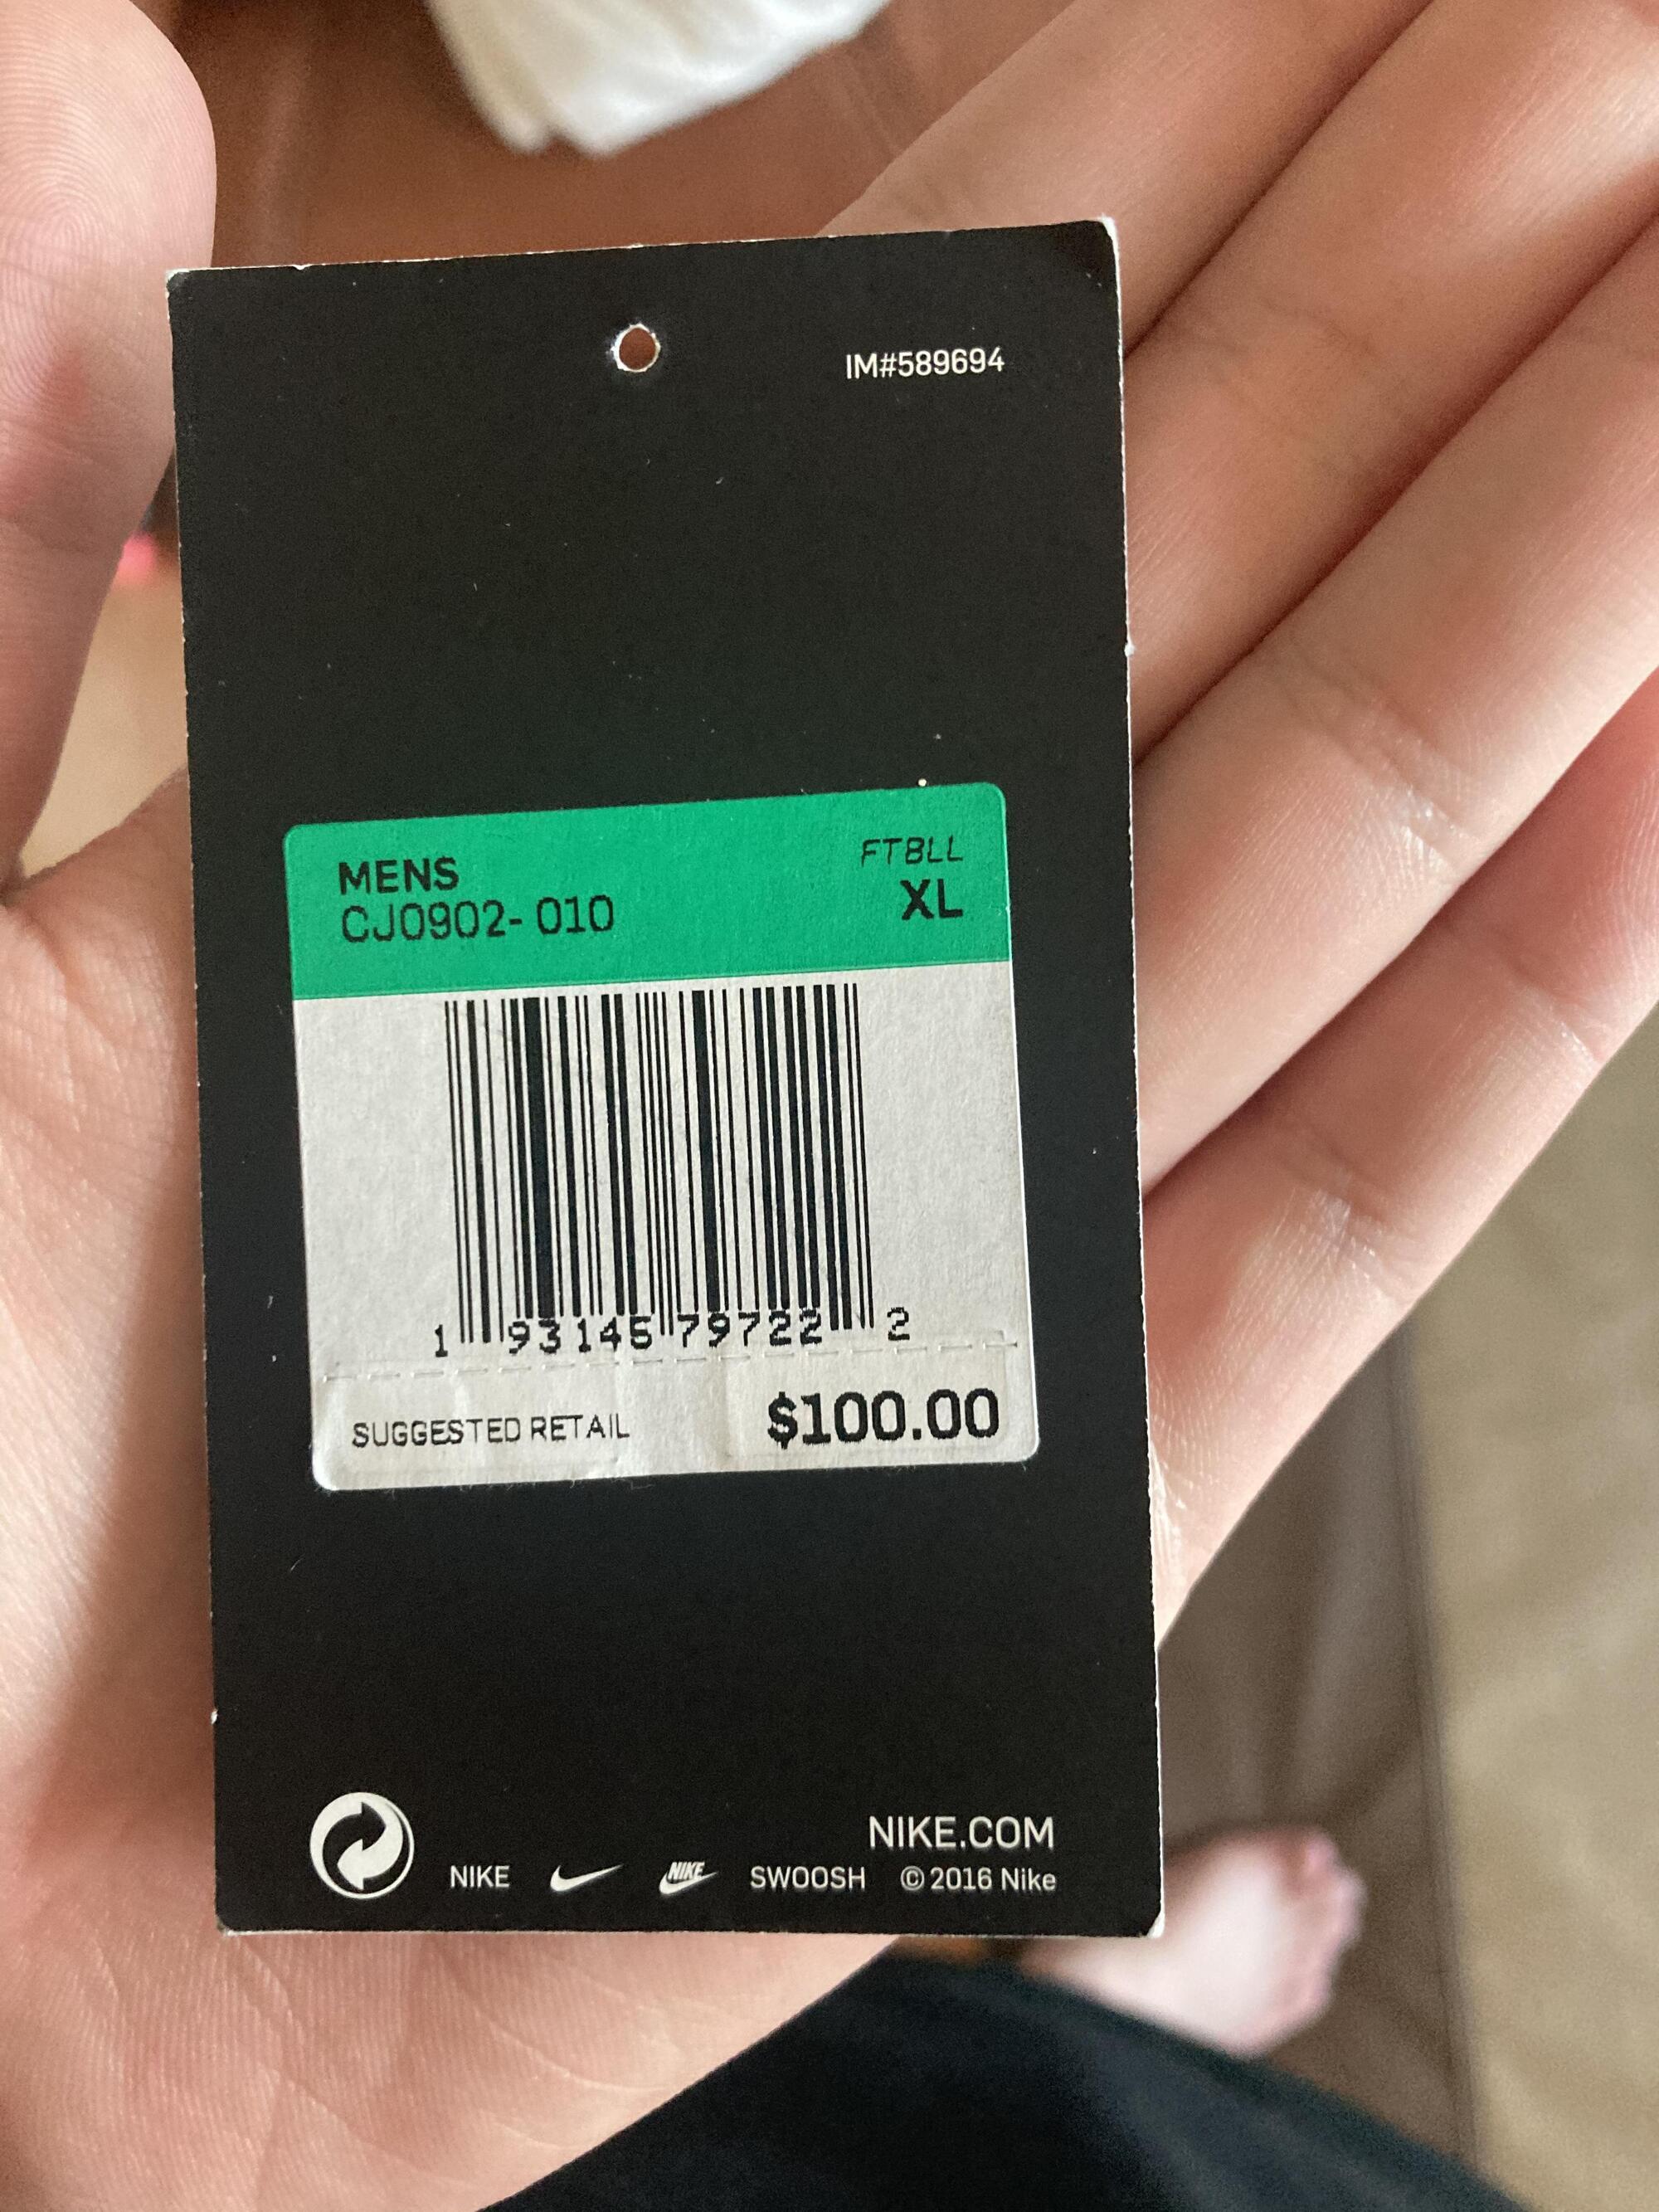 IM#589694
MENS
FTBLL
CJ0902- 010
XL
1 93145 79722 2
SUGGESTED RETAIL
$100.00
NIKE.COM
NIKE NIKE SWOOSH © 2016 Nike